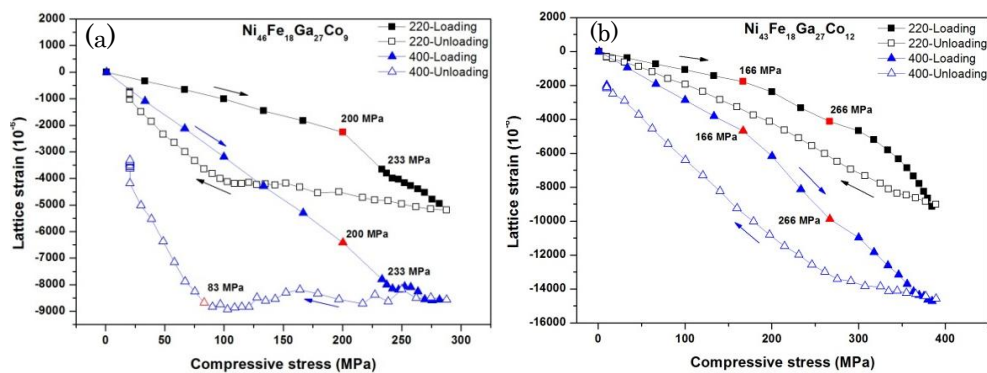 (a)
Ni46Fe18Ga27Co9
220-Loading
220-Unloading
400-Loading
400-Unloading
2000
1000
0
-1000
-2000
-3000
-4000
-5000
-6000
-7000
-8000
-9000
Lattice strain (10⁻⁶)
200 MPa
233 MPa
200 MPa
233 MPa
83 MPa
0 50 100 150 200 250 300
Compressive stress (MPa)
(b)
Ni43Fe18Ga27Co12
220-Loading
220-Unloading
400-Loading
400-Unloading
2000
0
-2000
-4000
-6000
-8000
-10000
-12000
-14000
-16000
Lattice strain (10⁻⁶)
166 MPa
266 MPa
166 MPa
266 MPa
0 100 200 300 400
Compressive stress (MPa)